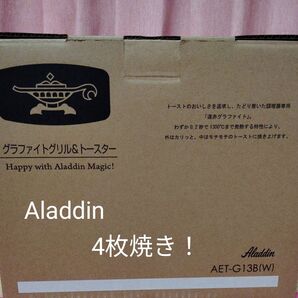 グラファイトグリル&トースター
Happy with Aladdin Magic!
トーストのおいしさを追求し、たどり着いた調理器専用
「遠赤グラファイト」
わずか0.2秒で1300℃まで発熱する特性により、
外はカリっと、中はモチモチのトーストに焼き上げます。
Aladdin
4枚焼き！
Aladdin
AET-G13B(W)